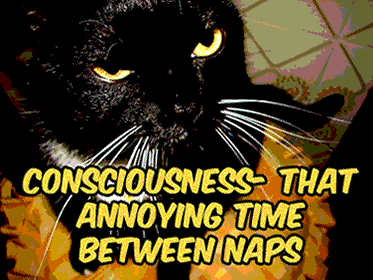 CONSCIOUSNESS- THAT
ANNOYING TIME
BETWEEN NAPS